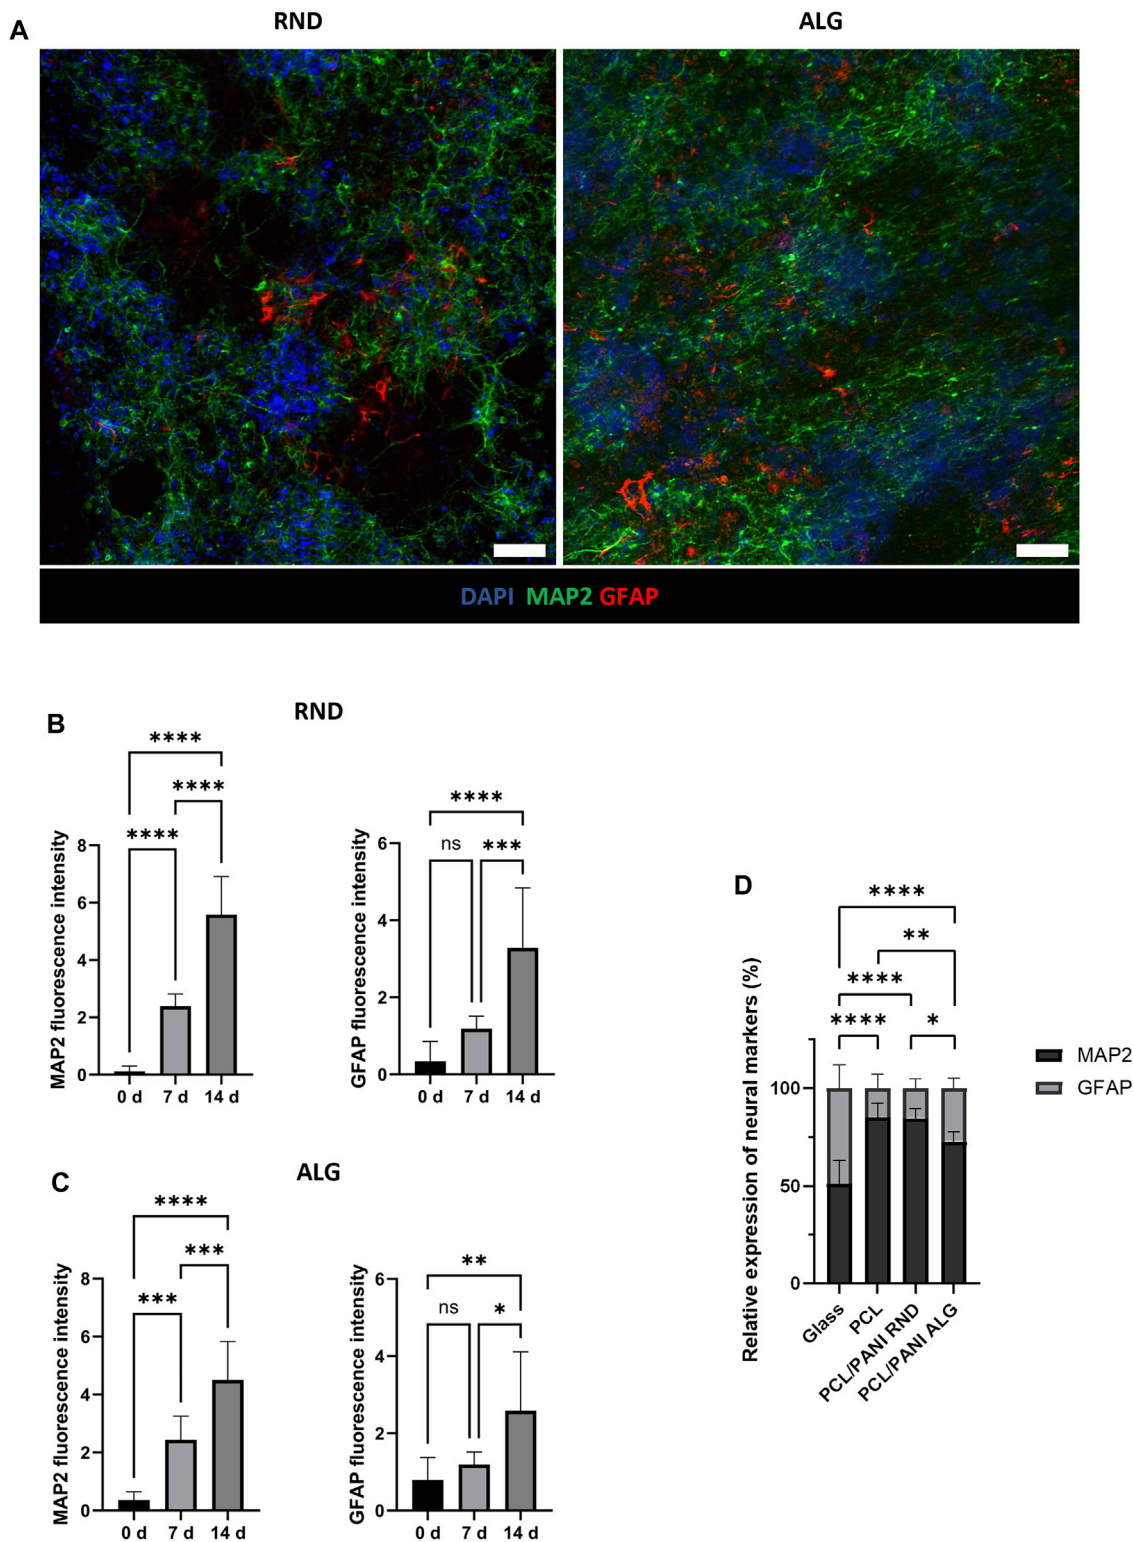 A
RND
ALG
DAPI MAP2 GFAP
B
RND
****
****
****
MAP2 fluorescence intensity
8
6
4
2
0
0 d 7 d 14 d
****
ns ***
GFAP fluorescence intensity
6
4
2
0
0 d 7 d 14 d
C
ALG
****
***
***
MAP2 fluorescence intensity
8
6
4
2
0
0 d 7 d 14 d
**
ns *
GFAP fluorescence intensity
6
4
2
0
0 d 7 d 14 d
D
****
**
****
**** *
Relative expression of neural markers (%)
100
50
0
Glass
PCL
PCL/PANI RND
PCL/PANI ALG
MAP2
GFAP